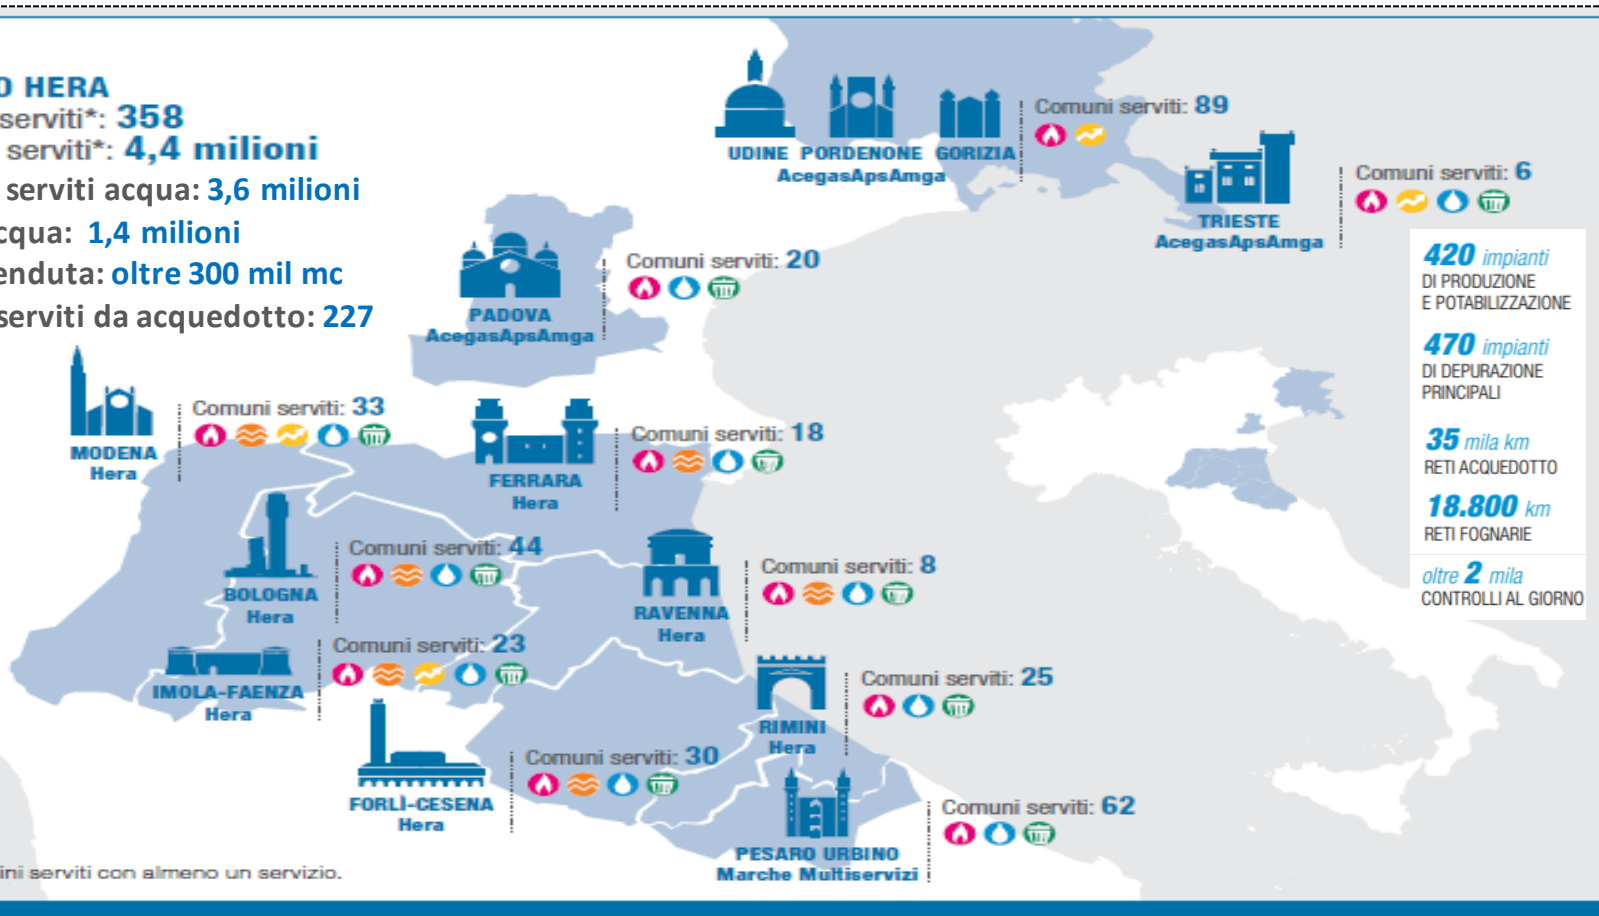 O HERA
serviti*: 358
serviti*: 4,4 milioni
serviti acqua: 3,6 milioni
cqua: 1,4 milioni
enduta: oltre 300 mil mc
serviti da acquedotto: 227
UDINE PORDENONE GORIZIA
AcegasApsAmga
Comuni serviti: 89
TRIESTE
AcegasApsAmga
Comuni serviti: 6
PADOVA
AcegasApsAmga
Comuni serviti: 20
MODENA
Hera
Comuni serviti: 33
FERRARA
Hera
Comuni serviti: 18
BOLOGNA
Hera
Comuni serviti: 44
RAVENNA
Hera
Comuni serviti: 8
IMOLA-FAENZA
Hera
Comuni serviti: 23
RIMINI
Hera
Comuni serviti: 25
FORLÌ-CESENA
Hera
Comuni serviti: 30
PESARO URBINO
Marche Multiservizi
Comuni serviti: 62
420 impianti
DI PRODUZIONE
E POTABILIZZAZIONE
470 impianti
DI DEPURAZIONE
PRINCIPALI
35 mila km
RETI ACQUEDOTTO
18.800 km
RETI FOGNARIE
oltre 2 mila
CONTROLLI AL GIORNO
ini serviti con almeno un servizio.